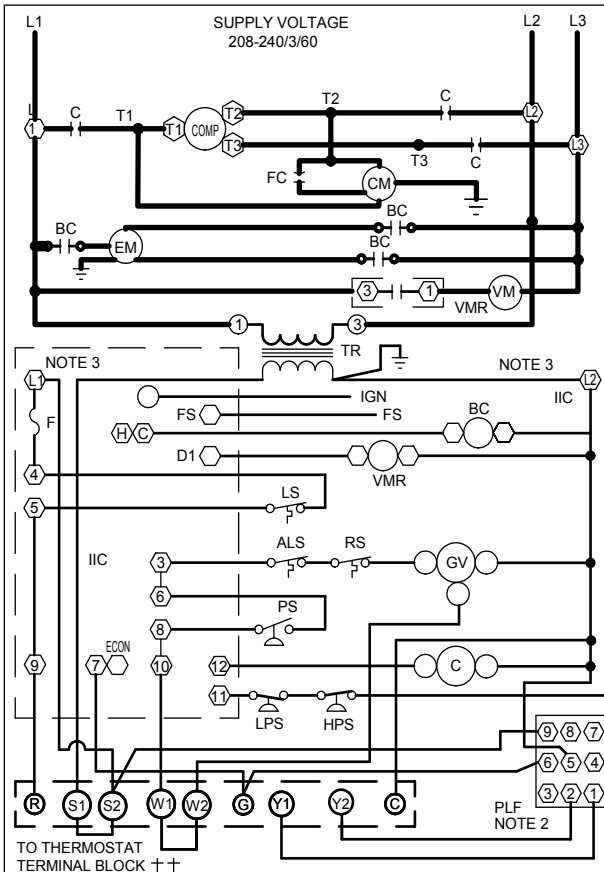 L1 SUPPLY VOLTAGE L2 L3
208-240/3/60
L C T1 T2 C
1 T1 COMP T2 L2
T3 T3 C L3
FC CM
BC BC
EM BC
3 1 VM
VMR
1 3
TR
NOTE 3 NOTE 3
L1 L2
IGN IIC
F FS FS BC
H C
D1
VMR
4 LS
5
ALS RS
IIC 3 GV
6 PS
8
ECON
9 7 10 12 C
11
LPS HPS
9 8 7
6 5 4
3 2 1
R S1 S2 W1 W2 G Y1 Y2 C
PLF
NOTE 2
TO THERMOSTAT
TERMINAL BLOCK ++